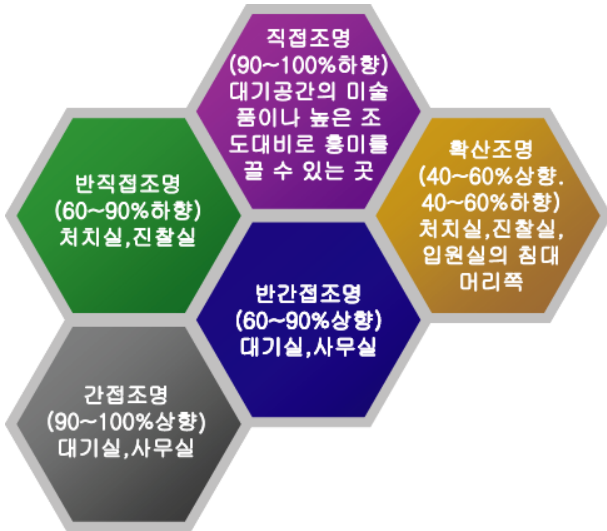 직접조명
(90~100%하향)
대기공간의 미술
품이나 높은 조
도대비로 흥미를
끌 수 있는 곳
반직접조명
(60~90%하향)
처치실,진찰실
확산조명
(40~60%상향.
40~60%하향)
처치실,진찰실,
입원실의 침대
머리쪽
반간접조명
(60~90%상향)
대기실,사무실
간접조명
(90~100%상향)
대기실,사무실